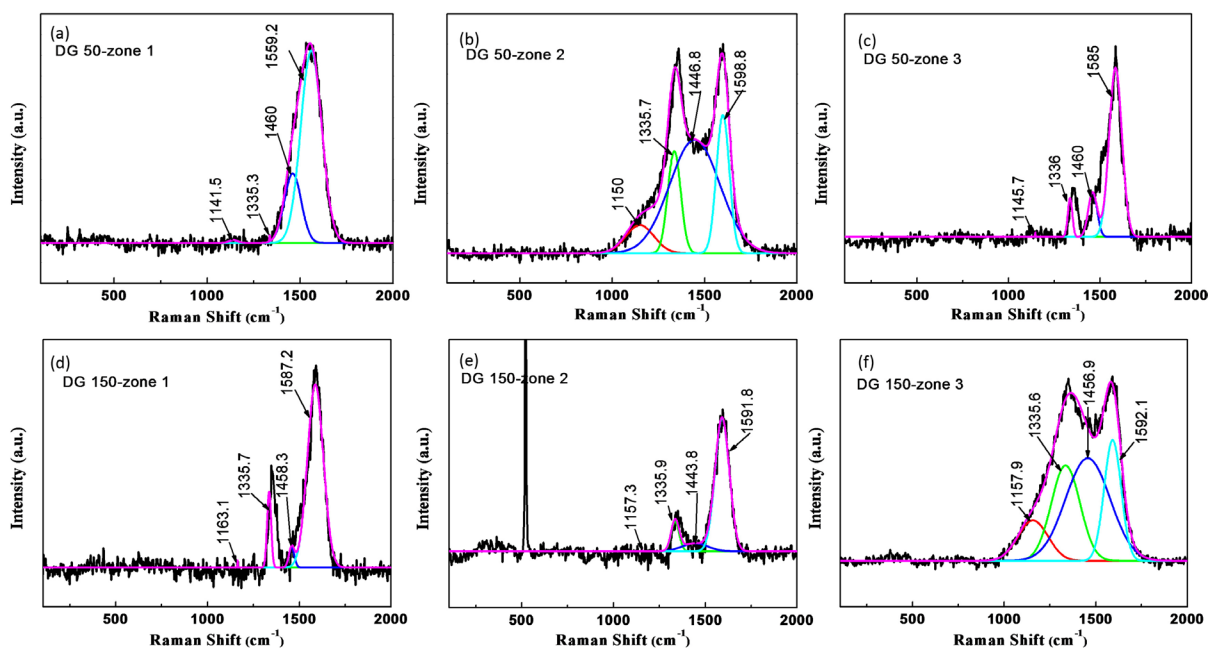 (a)
DG 50-zone 1
1141.5
1335.3
1460
1559.2
Intensity (a.u.)
500
1000
1500
2000
Raman Shift (cm⁻¹)
(b)
DG 50-zone 2
1150
1335.7
1446.8
1598.8
Intensity (a.u.)
500
1000
1500
2000
Raman Shift (cm⁻¹)
(c)
DG 50-zone 3
1145.7
1336
1460
1585
Intensity (a.u.)
500
1000
1500
2000
Raman Shift (cm⁻¹)
(d)
DG 150-zone 1
1163.1
1335.7
1458.3
1587.2
Intensity (a.u.)
500
1000
1500
2000
Raman Shift (cm⁻¹)
(e)
DG 150-zone 2
1157.3
1335.9
1443.8
1591.8
Intensity (a.u.)
500
1000
1500
2000
Raman Shift (cm⁻¹)
(f)
DG 150-zone 3
1157.9
1335.6
1456.9
1592.1
Intensity (a.u.)
500
1000
1500
2000
Raman Shift (cm⁻¹)